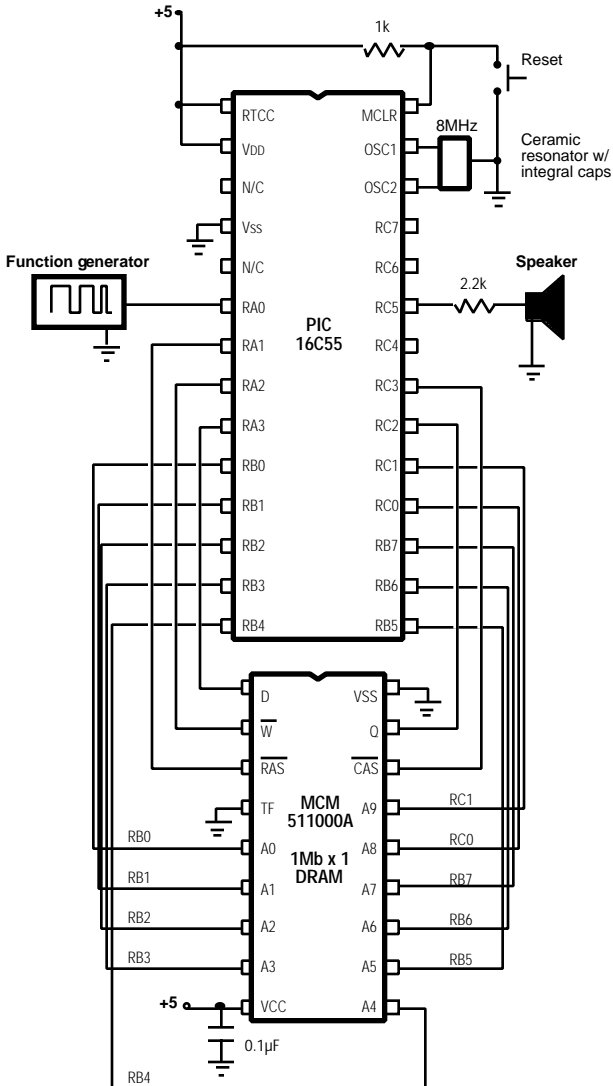 +5
1k
Reset
RTCC
MCLR
8MHz
Ceramic
resonator w/
integral caps
VDD
OSC1
N/C
OSC2
Vss
RC7
Function generator
N/C
RC6
Speaker
RA0
RC5
2.2k
PIC
16C55
RA1
RC4
RA2
RC3
RA3
RC2
RB0
RC1
RB1
RC0
RB2
RB7
RB3
RB6
RB4
RB5
D
VSS
W
Q
RAS
CAS
TF
MCM
511000A
A9
RC1
RB0
A0
1Mb x 1
DRAM
A8
RC0
RB1
A1
A7
RB7
RB2
A2
A6
RB6
RB3
A3
A5
RB5
+5
VCC
A4
0.1µF
RB4